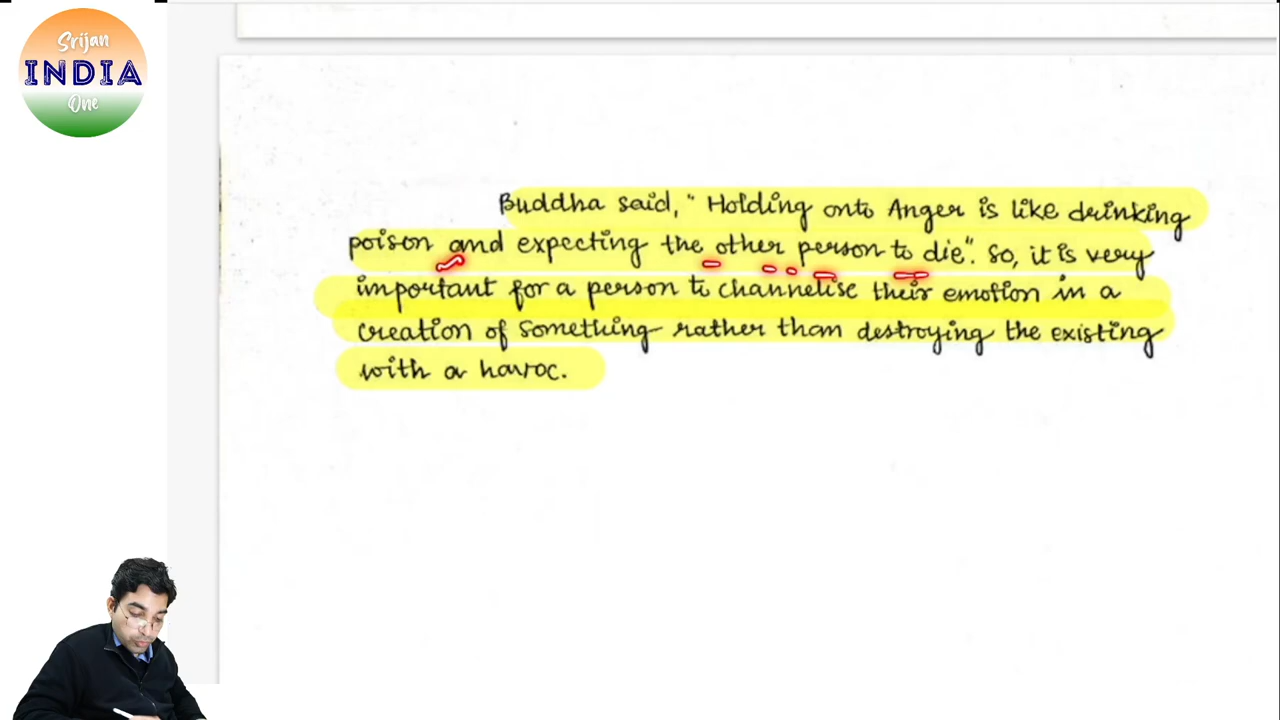 Srijan
INDIA
One
Buddha said, " Holding onto Anger is like drinking
poison and expecting the other person to die". So, it is very
important for a person to channelise their emotion in a
creation of something rather than destroying the existing
with a havoc.